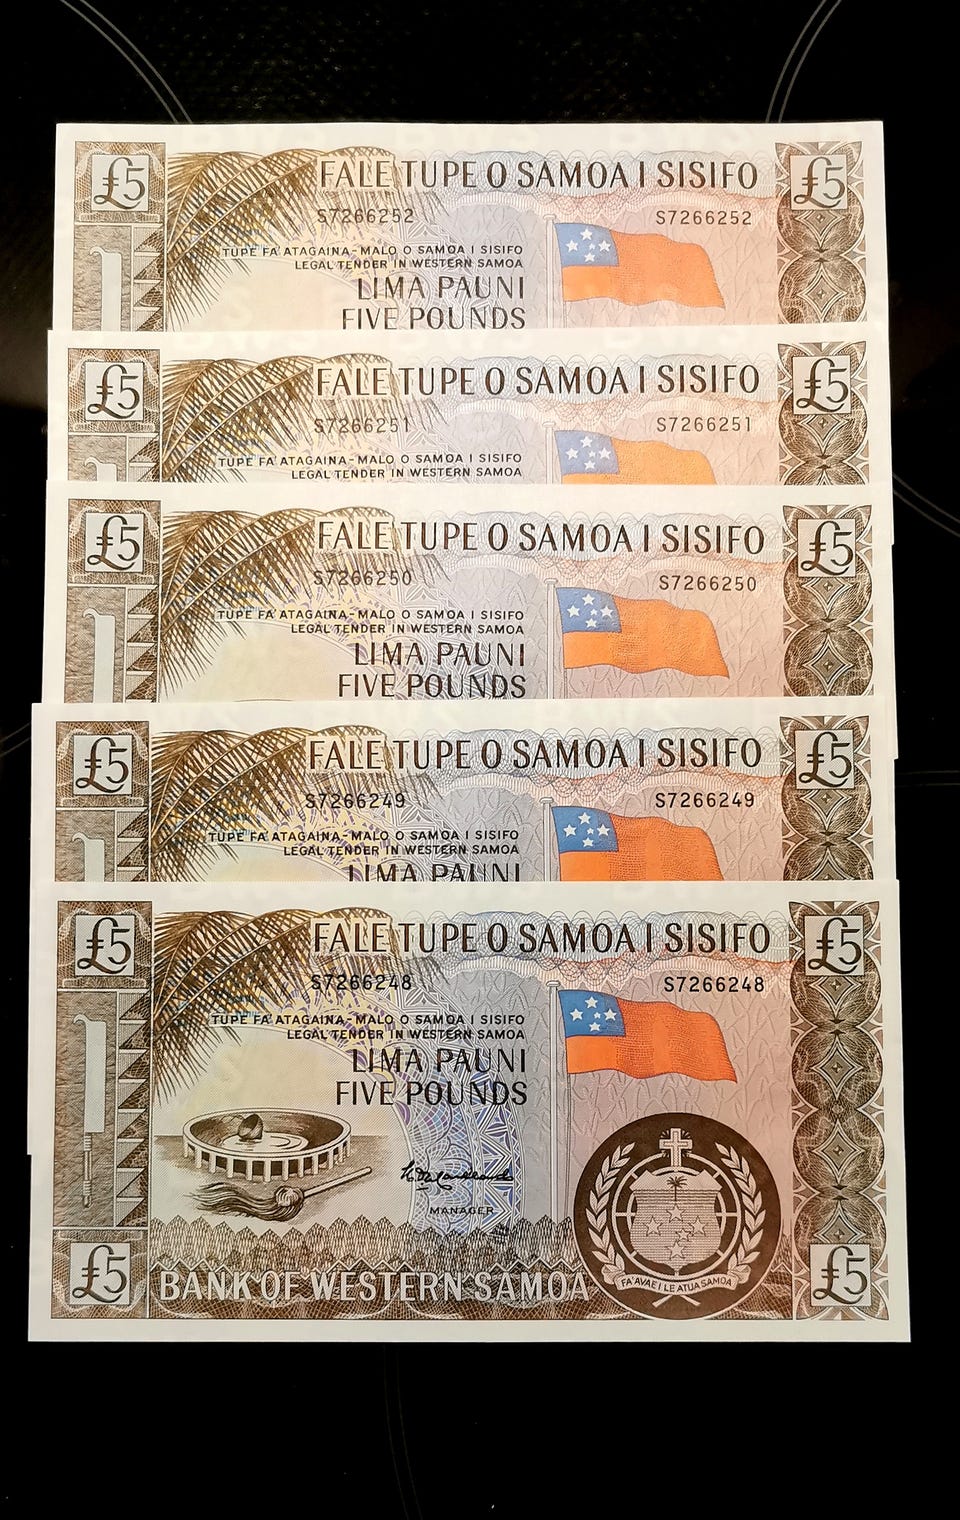 £5 FALE TUPE O SAMOA I SISIFO £5
S7266252 S7266252
TUPE FA'ATAGAINA-MALO O SAMOA I SISIFO
LEGAL TENDER IN WESTERN SAMOA
LIMA PAUNI
FIVE POUNDS
£5 FALE TUPE O SAMOA I SISIFO £5
S7266251 S7266251
TUPE FA'ATAGAINA-MALO O SAMOA I SISIFO
LEGAL TENDER IN WESTERN SAMOA
£5 FALE TUPE O SAMOA I SISIFO £5
S7266250 S7266250
TUPE FA'ATAGAINA-MALO O SAMOA I SISIFO
LEGAL TENDER IN WESTERN SAMOA
LIMA PAUNI
FIVE POUNDS
£5 FALE TUPE O SAMOA I SISIFO £5
S7266249 S7266249
TUPE FA'ATAGAINA-MALO O SAMOA I SISIFO
LEGAL TENDER IN WESTERN SAMOA
LIMA PAUNI
£5 FALE TUPE O SAMOA I SISIFO £5
S7266248 S7266248
TUPE FA'ATAGAINA-MALO O SAMOA I SISIFO
LEGAL TENDER IN WESTERN SAMOA
LIMA PAUNI
FIVE POUNDS
MANAGER
FA'AVAE I LE ATUA SAMOA
£5 BANK OF WESTERN SAMOA £5